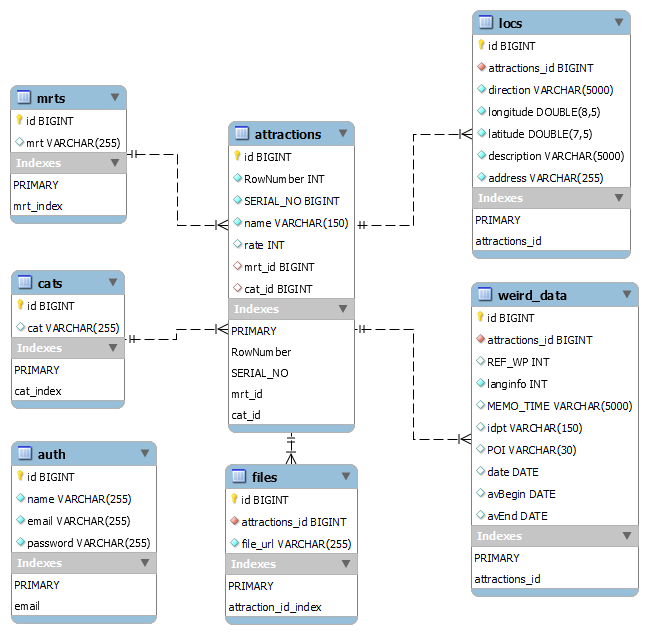 mrts
id BIGINT
mrt VARCHAR(255)
Indexes
PRIMARY
mrt_index
cats
id BIGINT
cat VARCHAR(255)
Indexes
PRIMARY
cat_index
auth
id BIGINT
name VARCHAR(255)
email VARCHAR(255)
password VARCHAR(255)
Indexes
PRIMARY
email
attractions
id BIGINT
RowNumber INT
SERIAL_NO BIGINT
name VARCHAR(150)
rate INT
mrt_id BIGINT
cat_id BIGINT
Indexes
PRIMARY
RowNumber
SERIAL_NO
mrt_id
cat_id
files
id BIGINT
attractions_id BIGINT
file_url VARCHAR(255)
Indexes
PRIMARY
attraction_id_index
locs
id BIGINT
attractions_id BIGINT
direction VARCHAR(5000)
longitude DOUBLE(8,5)
latitude DOUBLE(7,5)
description VARCHAR(5000)
address VARCHAR(255)
Indexes
PRIMARY
attractions_id
weird_data
id BIGINT
attractions_id BIGINT
REF_WP INT
langinfo INT
MEMO_TIME VARCHAR(5000)
idpt VARCHAR(150)
POI VARCHAR(30)
date DATE
avBegin DATE
avEnd DATE
Indexes
PRIMARY
attractions_id